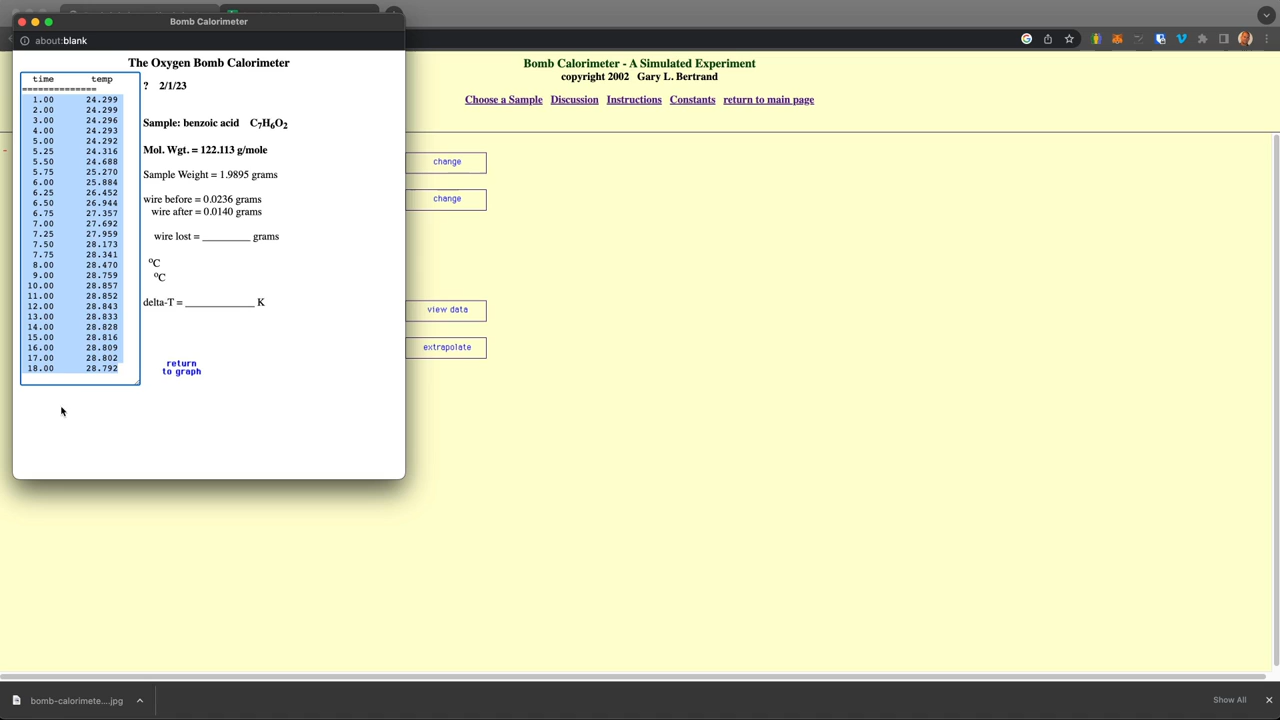 Bomb Calorimeter
about:blank
The Oxygen Bomb Calorimeter
time temp
==============
1.00 24.299
2.00 24.299
3.00 24.296
4.00 24.293
5.00 24.292
5.25 24.316
5.50 24.688
5.75 25.270
6.00 25.884
6.25 26.452
6.50 26.944
6.75 27.357
7.00 27.692
7.25 27.959
7.50 28.173
7.75 28.341
8.00 28.470
9.00 28.759
10.00 28.857
11.00 28.852
12.00 28.843
13.00 28.833
14.00 28.828
15.00 28.816
16.00 28.809
17.00 28.802
18.00 28.792
? 2/1/23
Sample: benzoic acid C7H6O2
Mol. Wgt. = 122.113 g/mole
Sample Weight = 1.9895 grams
wire before = 0.0236 grams
wire after = 0.0140 grams
wire lost = _________ grams
°C
°C
delta-T = ____________ K
return
to graph
Bomb Calorimeter - A Simulated Experiment
copyright 2002 Gary L. Bertrand
Choose a Sample Discussion Instructions Constants return to main page
change
change
view data
extrapolate
bomb-calorimete....jpg
Show All